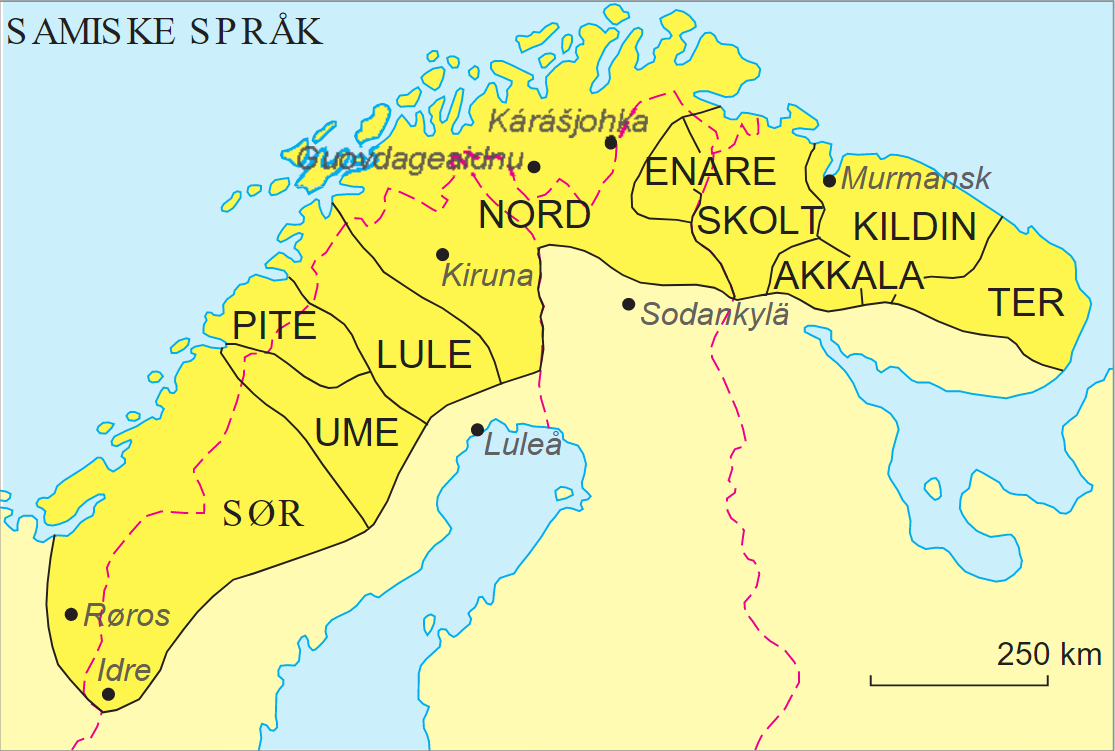 SAMISKE SPRÅK
Kárášjohka
Guovdageaidnu
ENARE
Murmansk
NORD
SKOLT
KILDIN
Kiruna
AKKALA
TER
Sodankylä
PITE
LULE
UME
Luleå
SØR
Røros
Idre
250 km